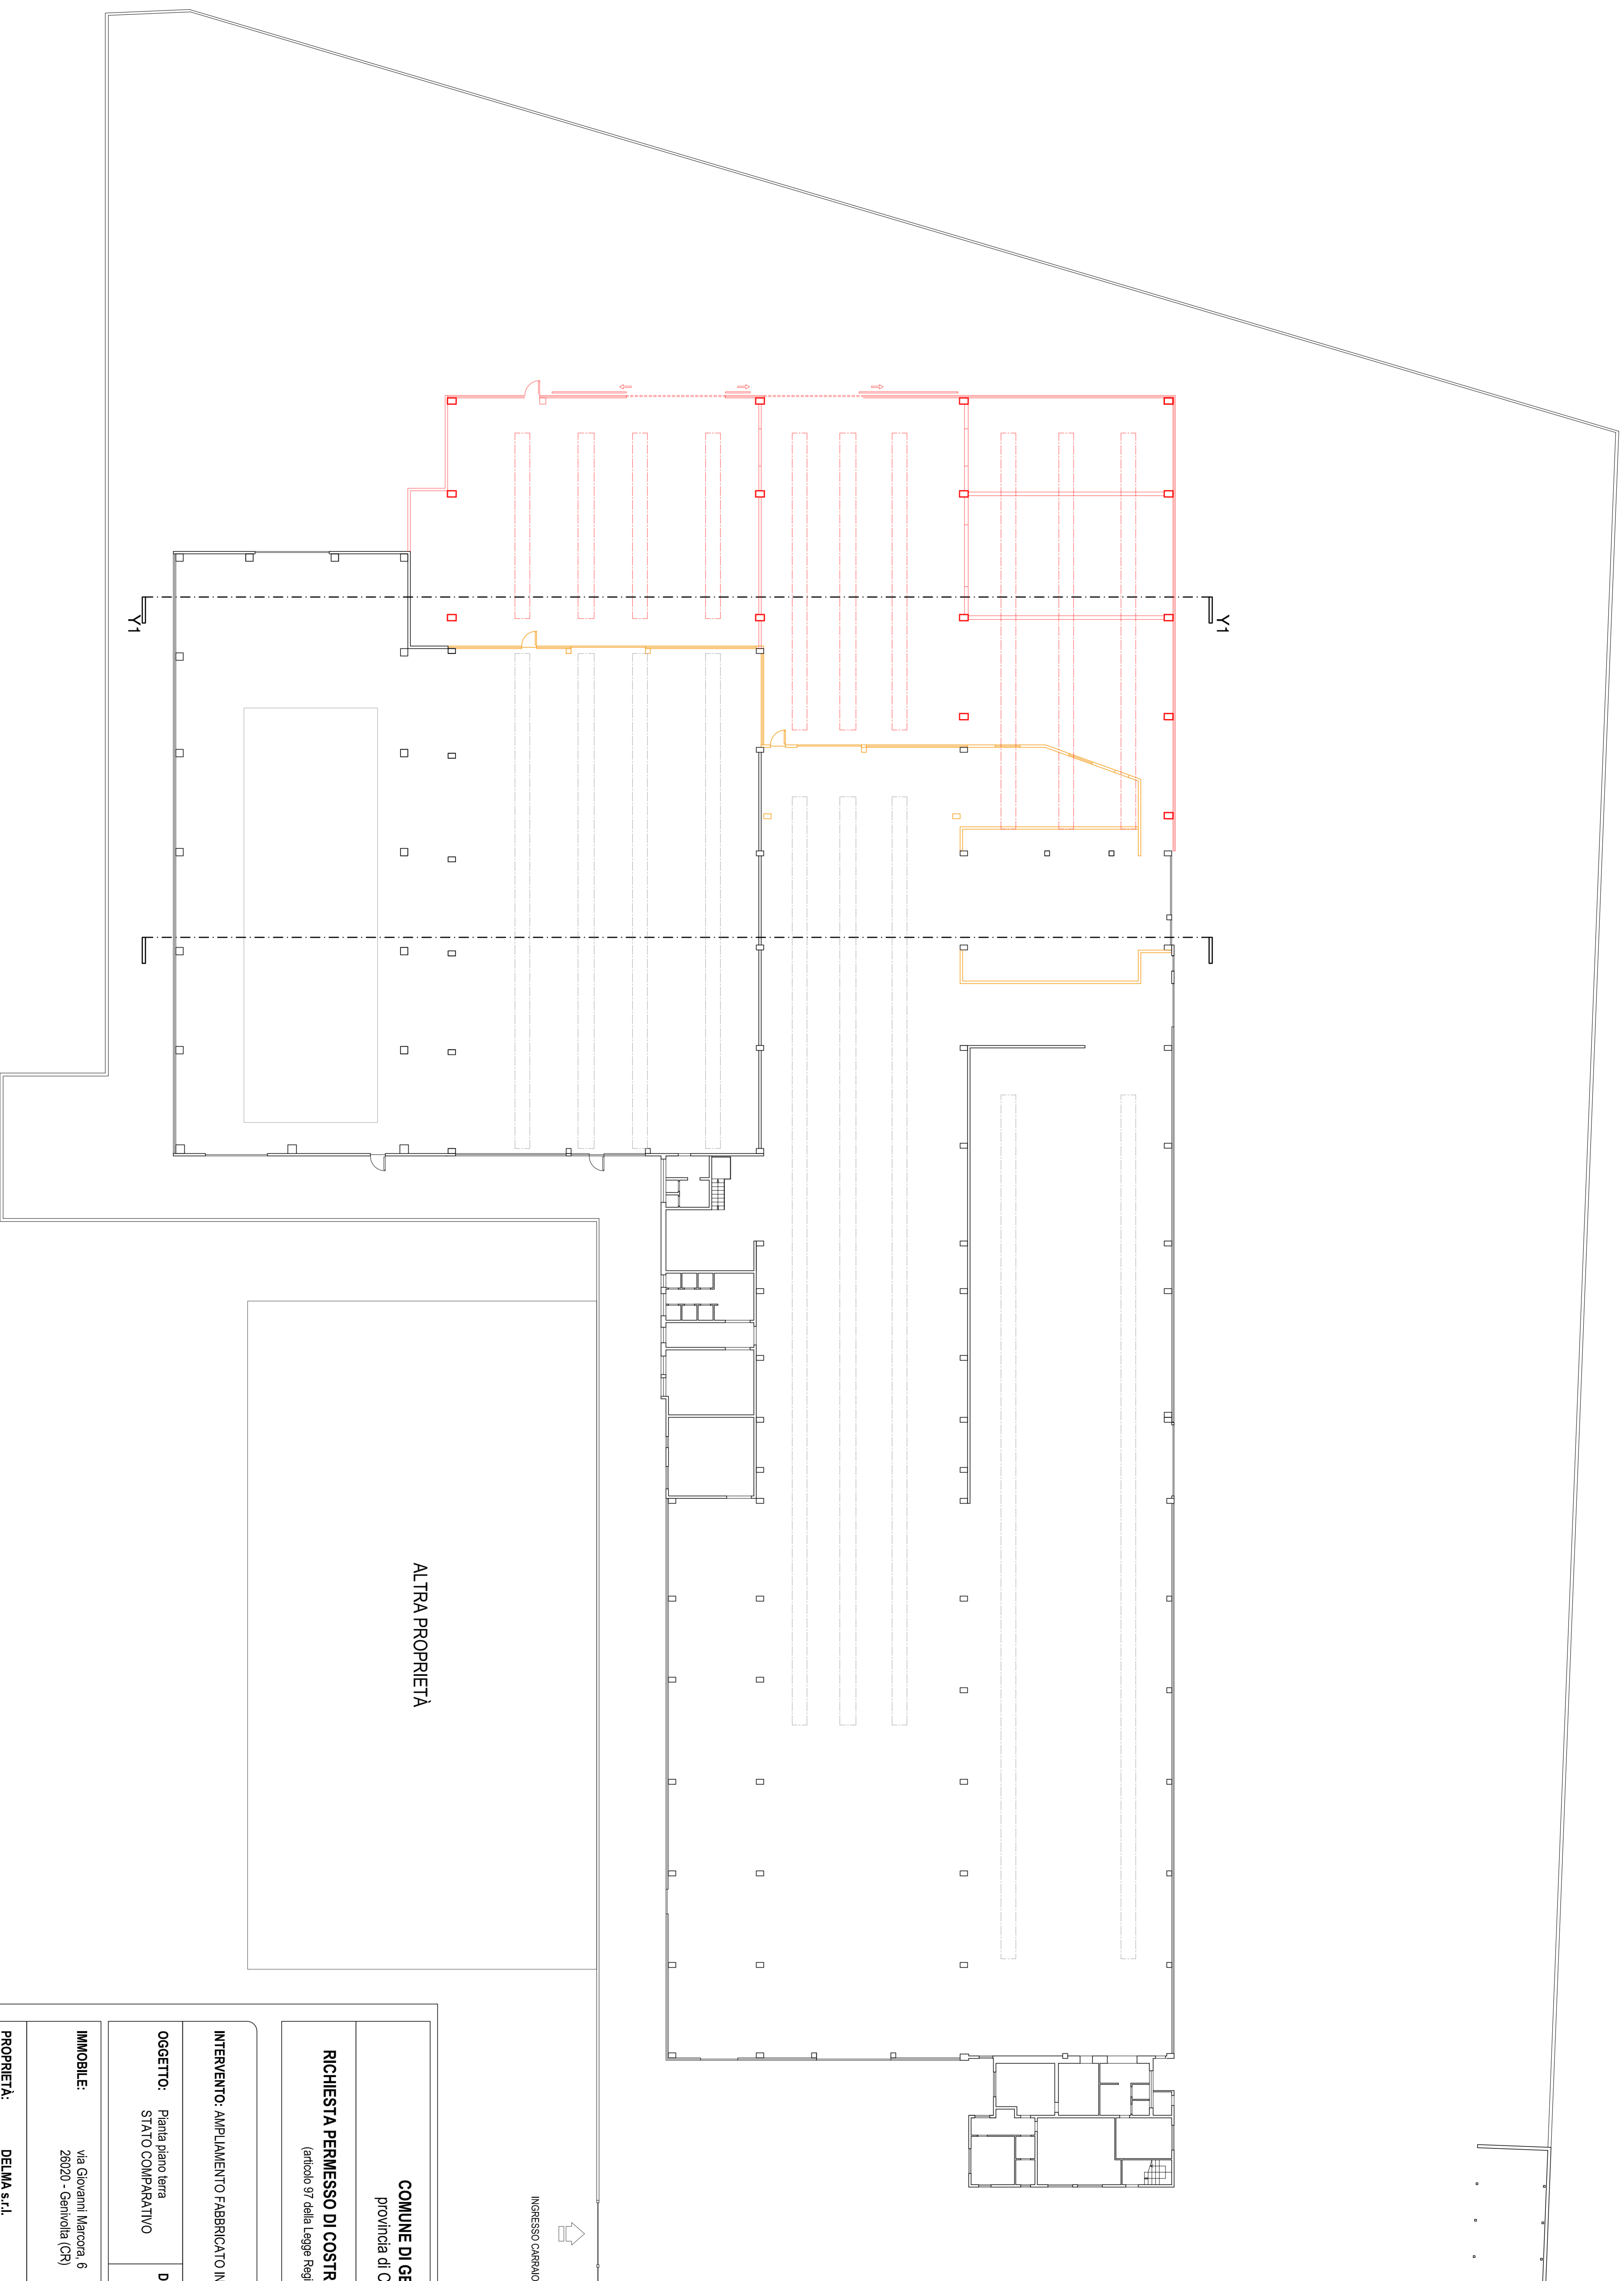 Y1
Y1
ALTRA PROPRIETÀ
INGRESSO CARRAIO
COMUNE DI GE
provincia di C
RICHIESTA PERMESSO DI COSTR
(articolo 97 della Legge Regi
INTERVENTO: AMPLIAMENTO FABBRICATO IN
OGGETTO: Pianta piano terra
STATO COMPARATIVO
D
IMMOBILE: via Giovanni Marcora, 6
26020 - Genivolta (CR)
PROPRIETÀ: DELMA s.r.l.